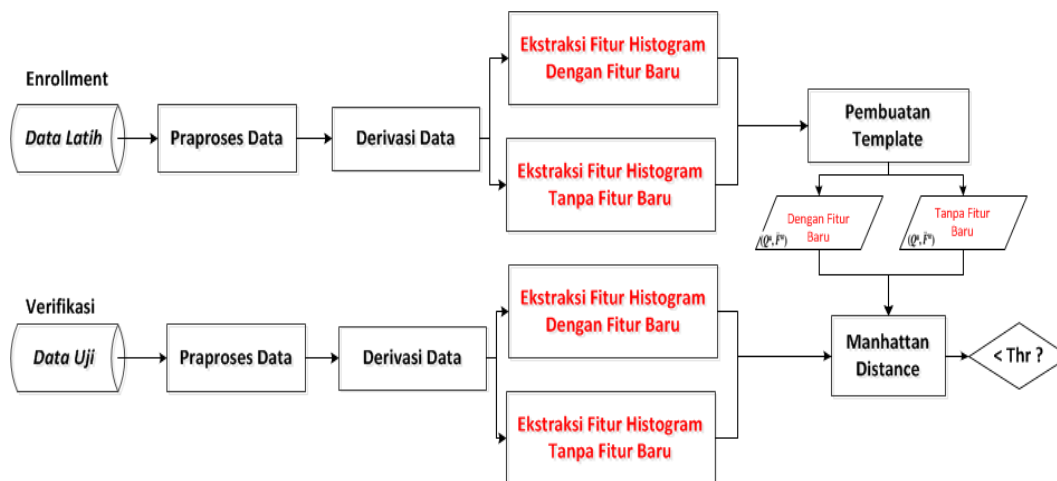 Enrollment
Data Latih
Praproses Data
Derivasi Data
Ekstraksi Fitur Histogram
Dengan Fitur Baru
Ekstraksi Fitur Histogram
Tanpa Fitur Baru
Pembuatan
Template
Dengan Fitur
Baru
Tanpa Fitur
Baru
Verifikasi
Data Uji
Praproses Data
Derivasi Data
Ekstraksi Fitur Histogram
Dengan Fitur Baru
Ekstraksi Fitur Histogram
Tanpa Fitur Baru
Manhattan
Distance
< Thr ?